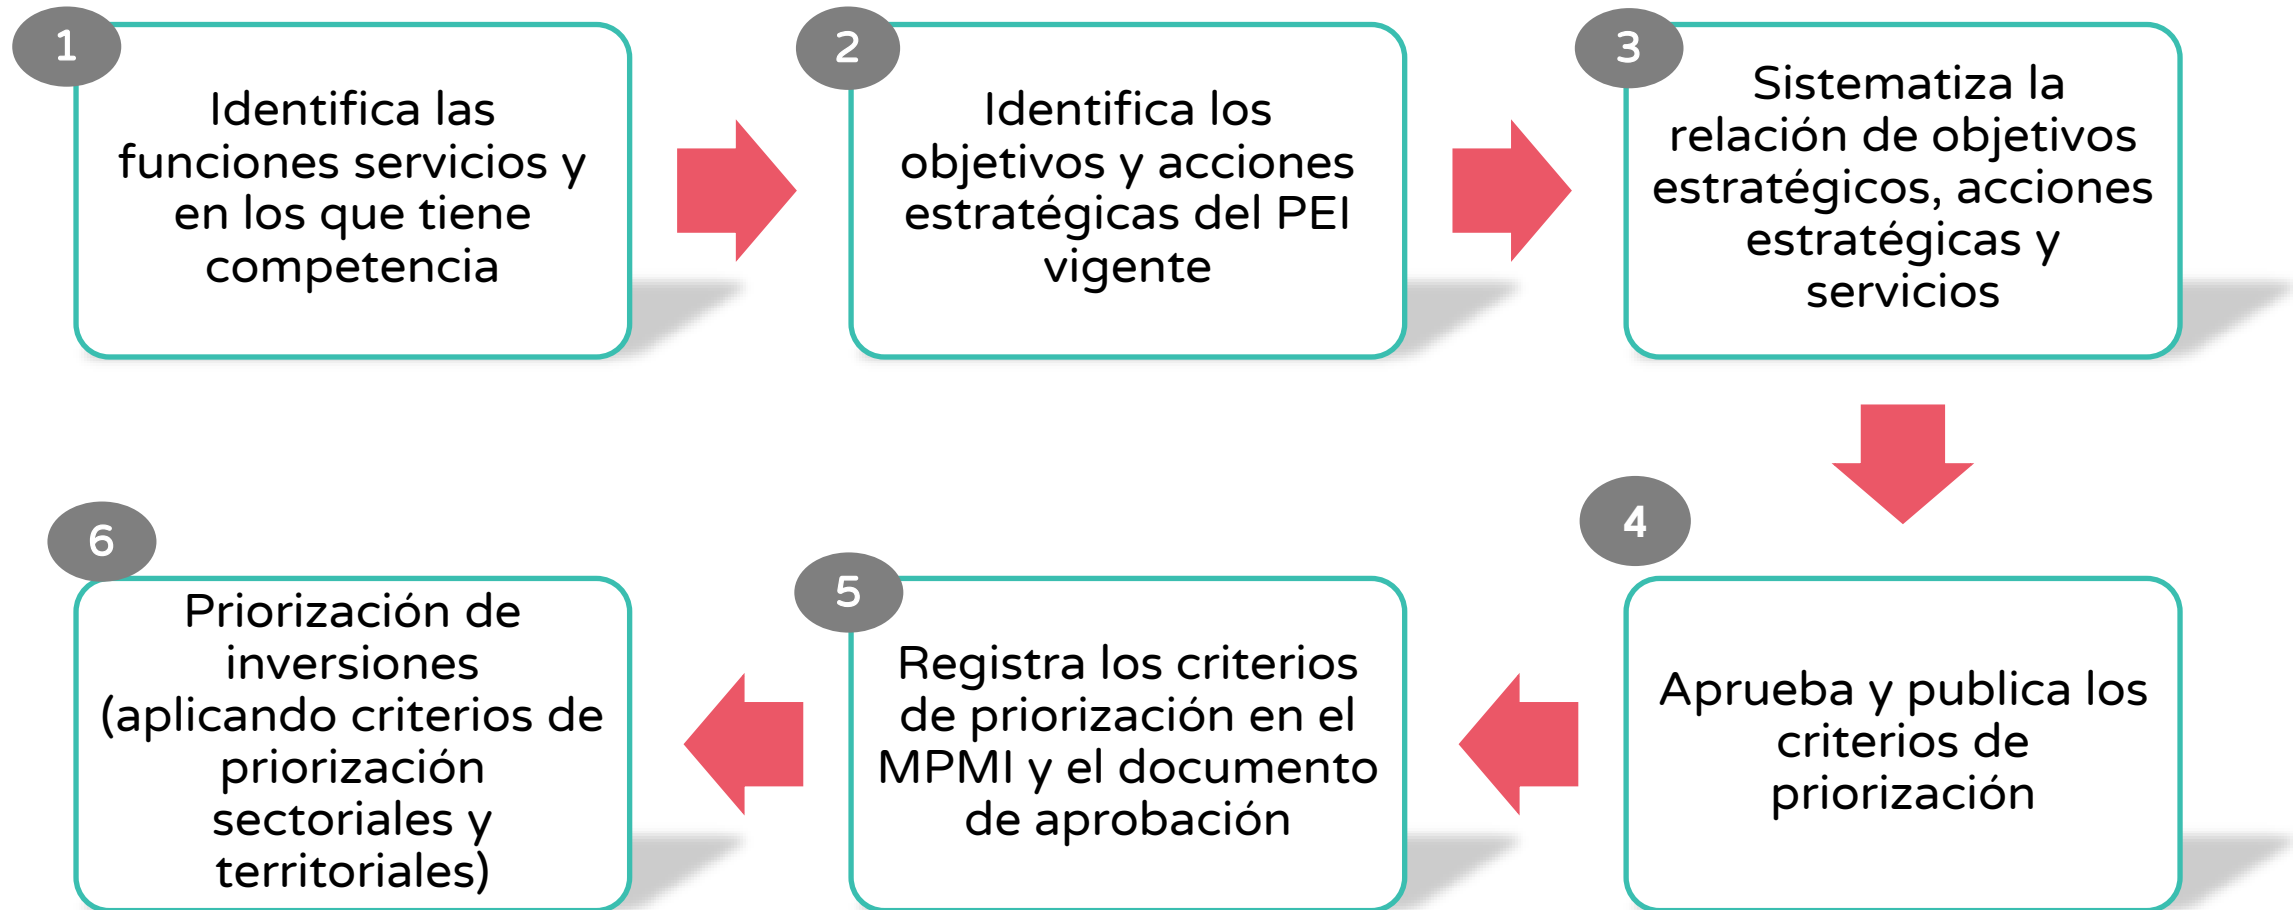 1
Identifica las
funciones servicios y
en los que tiene
competencia
2
Identifica los
objetivos y acciones
estratégicas del PEI
vigente
3
Sistematiza la
relación de objetivos
estratégicos, acciones
estratégicas y
servicios
4
Aprueba y publica los
criterios de
priorización
5
Registra los criterios
de priorización en el
MPMI y el documento
de aprobación
6
Priorización de
inversiones
(aplicando criterios de
priorización
sectoriales y
territoriales)